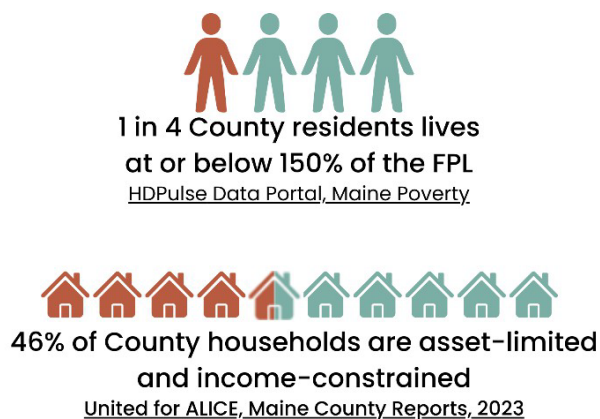 1 in 4 County residents lives
at or below 150% of the FPL
HDPulse Data Portal, Maine Poverty
46% of County households are asset-limited
and income-constrained
United for ALICE, Maine County Reports, 2023